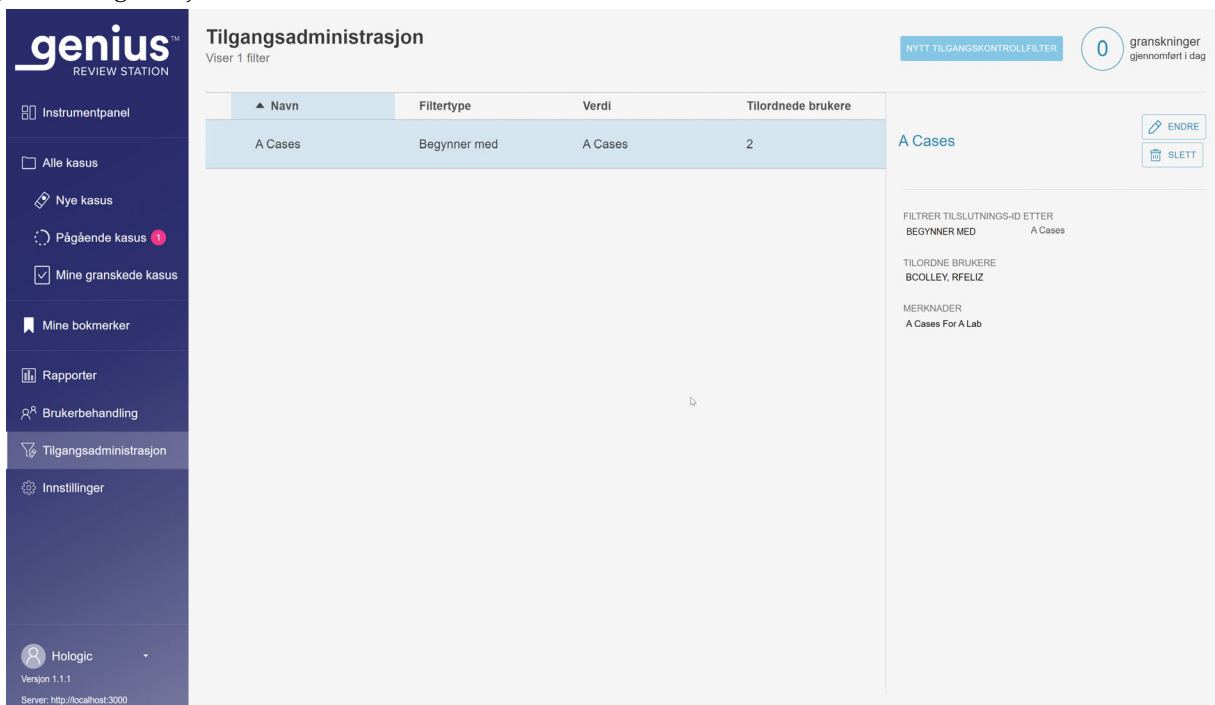 genius™
REVIEW STATION
Instrumentpanel
Alle kasus
Nye kasus
Pågående kasus 1
Mine granskede kasus
Mine bokmerker
Rapporter
Brukerbehandling
Tilgangsadministrasjon
Innstillinger
Hologic
Versjon 1.1.1
Server: http://localhost:3000
Tilgangsadministrasjon
Viser 1 filter
NYTT TILGANGSKONTROLLFILTER
0 granskninger
gjennomført i dag
Navn Filtertype Verdi Tilordnede brukere
A Cases Begynner med A Cases 2
A Cases
ENDRE
SLETT
FILTRER TILSLUTNINGS-ID ETTER
BEGYNNER MED A Cases
TILORDNE BRUKERE
BCOLLEY, RFELIZ
MERKNADER
A Cases For A Lab